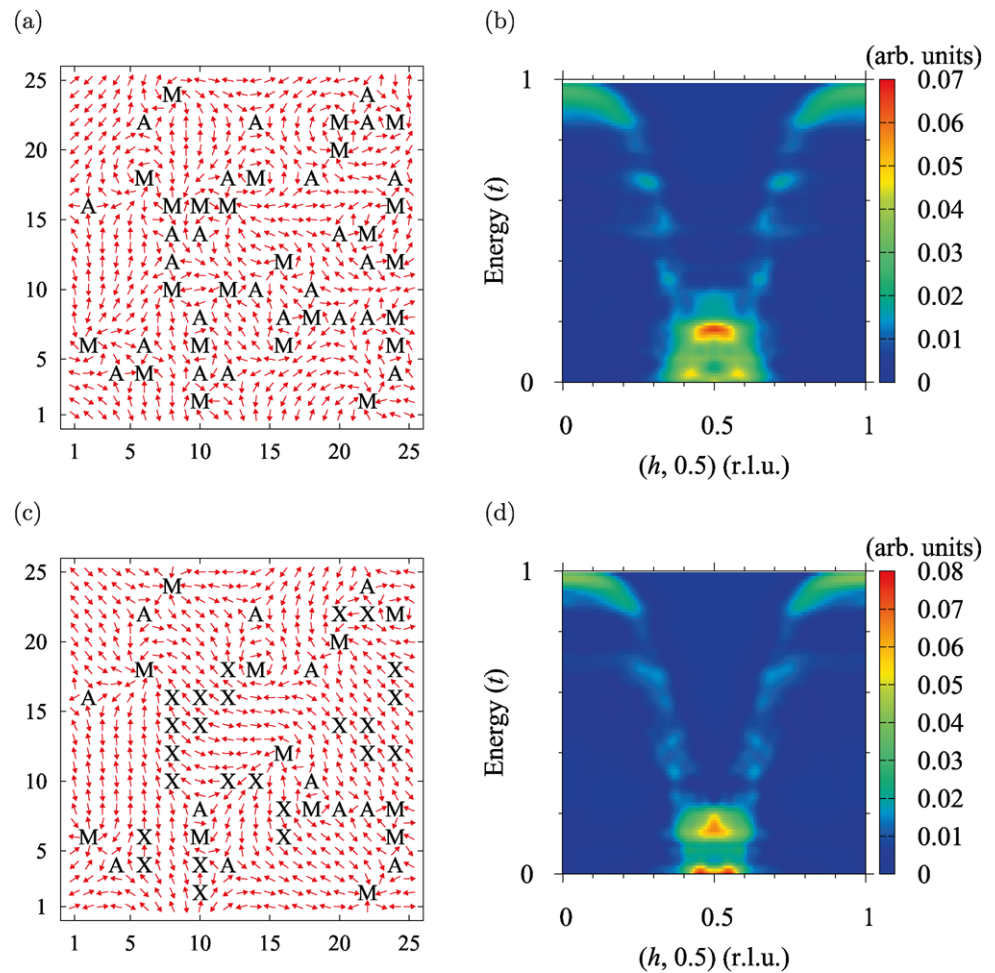 (a)
25
M A
A A M A M
20
M
M A M A A
15
A M M M M
A A A M
A M A M
10
M M A A
A A M A A M
5
M A M M M
A M A A A
1
M M
1 5 10 15 20 25
(b)
(arb. units)
1
Energy (t)
0
0 0.5 1
(h, 0.5) (r.l.u.)
0.07
0.06
0.05
0.04
0.03
0.02
0.01
0
(c)
25
M A
A A X X M
20
M
M X M A X
15
A X X X X
X X X X
X M X X
10
X X X A
A X M A A M
5
M X M X M
A X X A A
1
X M
1 5 10 15 20 25
(d)
(arb. units)
1
Energy (t)
0
0 0.5 1
(h, 0.5) (r.l.u.)
0.08
0.07
0.06
0.05
0.04
0.03
0.02
0.01
0